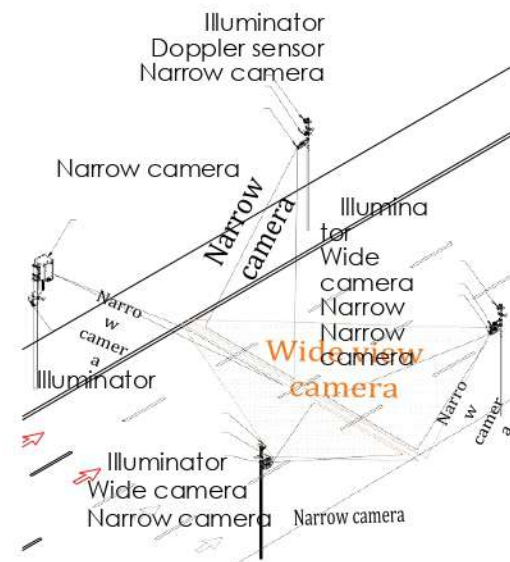 Illuminator
Doppler sensor
Narrow camera
Narrow camera
Narrow
camera
Illumina
tor
Wide
camera
Narrow
Narrow
camera
Narro
w
camer
a
Illuminator
Wide view
camera
Narro
w
camer
a
Illuminator
Wide camera
Narrow camera
Narrow camera